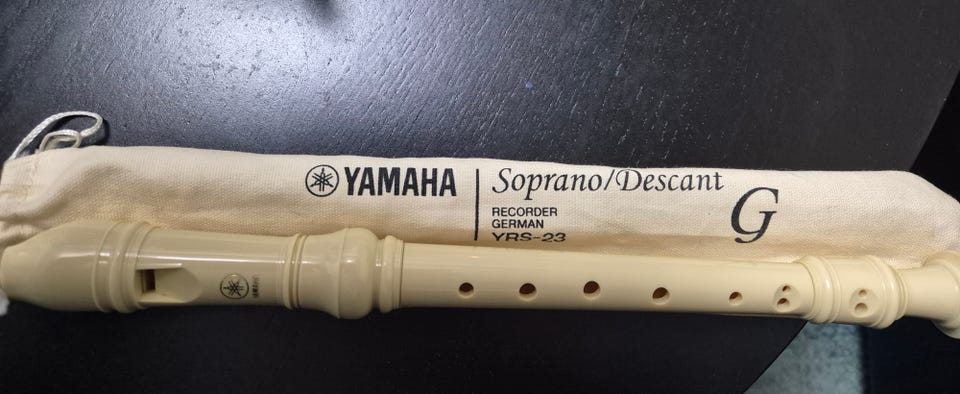 YAMAHA
Soprano/Descant
RECORDER
GERMAN
YRS-23
G